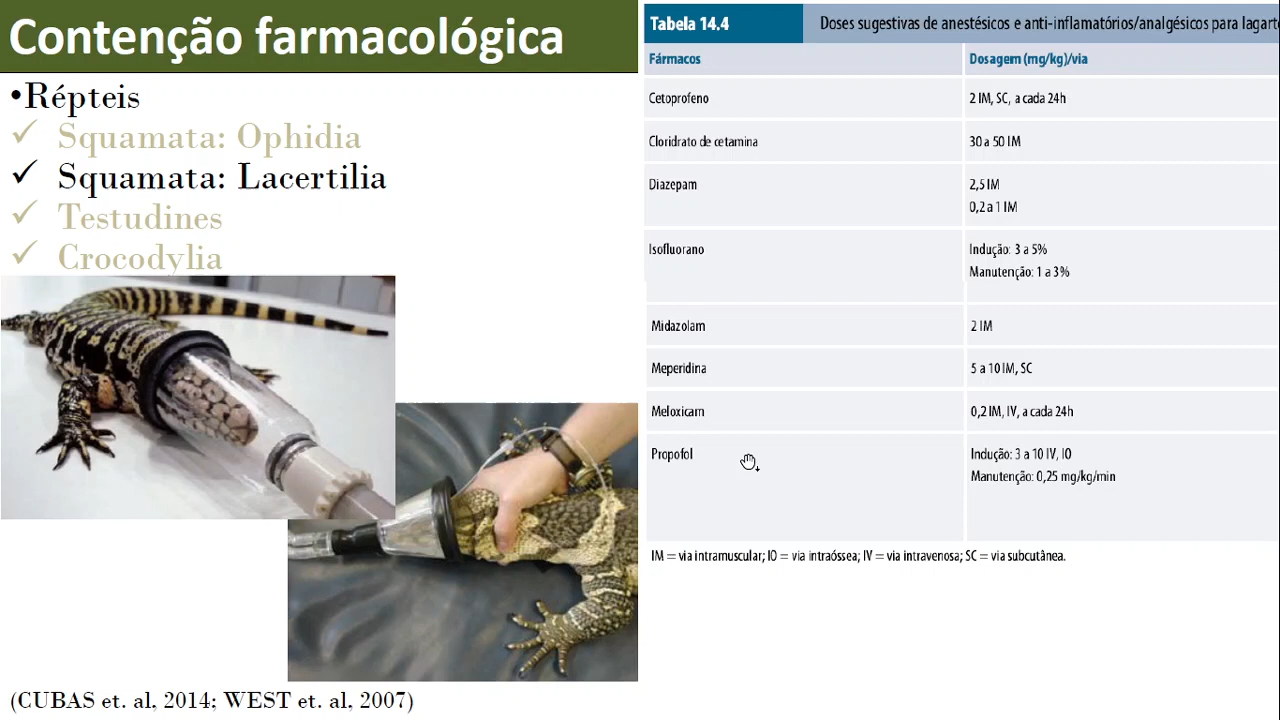 Contenção farmacológica
•Répteis
✓ Squamata: Ophidia
✓ Squamata: Lacertilia
✓ Testudines
✓ Crocodylia
(CUBAS et. al, 2014; WEST et. al, 2007)
Tabela 14.4 Doses sugestivas de anestésicos e anti-inflamatórios/analgésicos para lagart
Fármacos Dosagem (mg/kg)/via
Cetoprofeno 2 IM, SC, a cada 24h
Cloridrato de cetamina 30 a 50 IM
Diazepam 2,5 IM
0,2 a 1 IM
Isofluorano Indução: 3 a 5%
Manutenção: 1 a 3%
Midazolam 2 IM
Meperidina 5 a 10 IM, SC
Meloxicam 0,2 IM, IV, a cada 24h
Propofol Indução: 3 a 10 IV, IO
Manutenção: 0,25 mg/kg/min
IM = via intramuscular; IO = via intraóssea; IV = via intravenosa; SC = via subcutânea.